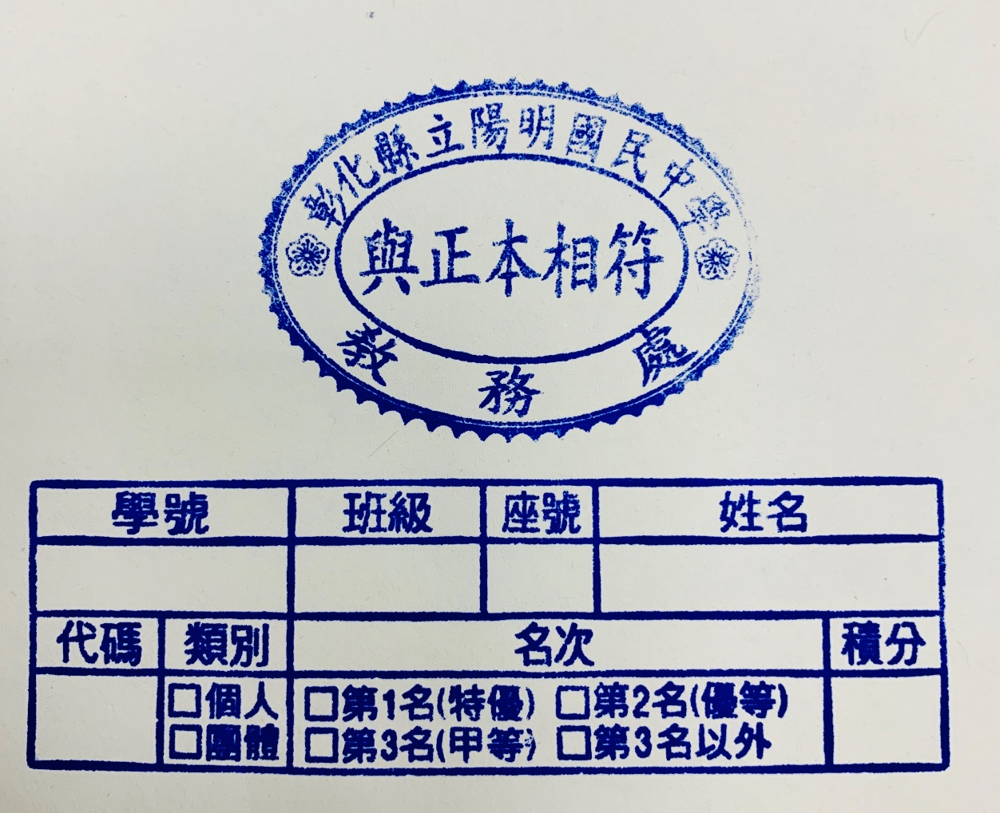 彰化縣立陽明國民中學
與正本相符
教務處
學號 班級 座號 姓名
代碼 類別 名次 積分
□個人 □第1名(特優) □第2名(優等)
□團體 □第3名(甲等) □第3名以外